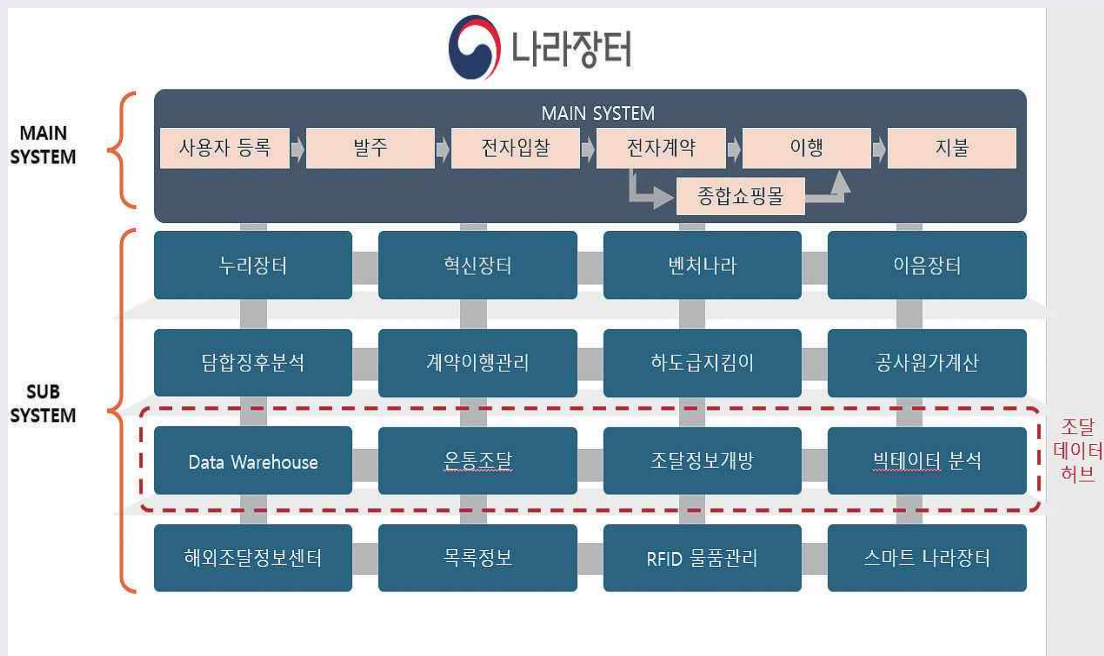 나라장터
MAIN SYSTEM
MAIN
SYSTEM
사용자 등록
발주
전자입찰
전자계약
이행
지불
종합쇼핑몰
누리장터
혁신장터
벤처나라
이음장터
담합징후분석
계약이행관리
하도급지킴이
공사원가계산
SUB
SYSTEM
Data Warehouse
온통조달
조달정보개방
빅테이터 분석
조달
데이터
허브
해외조달정보센터
목록정보
RFID 물품관리
스마트 나라장터